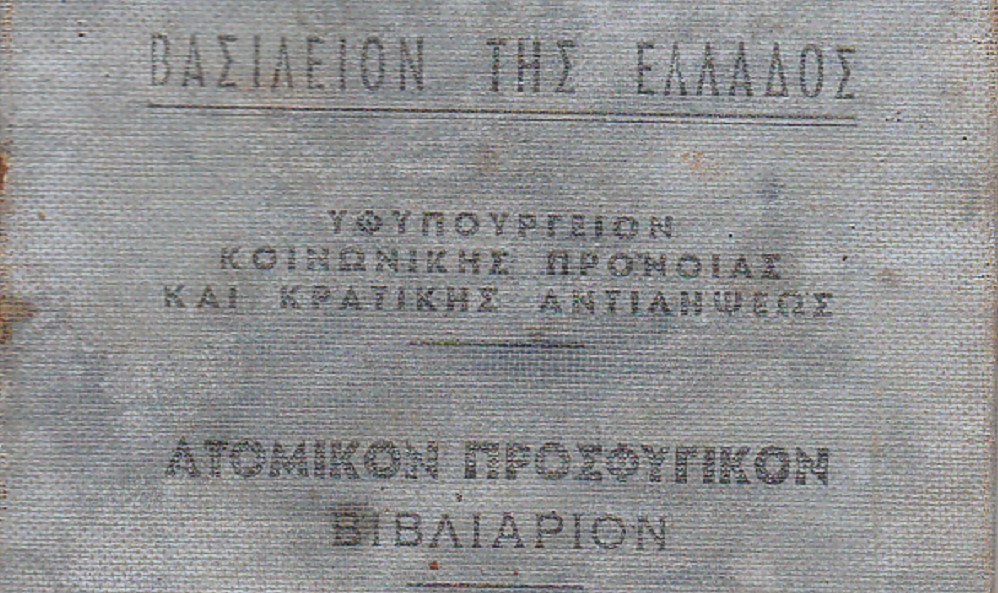 ΒΑΣΙΛΕΙΟΝ ΤΗΣ ΕΛΛΑΔΟΣ
ΥΦΥΠΟΥΡΓΕΙΟΝ
ΚΟΙΝΩΝΙΚΗΣ ΠΡΟΝΟΙΑΣ
ΚΑΙ ΚΡΑΤΙΚΗΣ ΑΝΤΙΛΗΨΕΩΣ
ΑΤΟΜΙΚΟΝ ΠΡΟΣΦΥΓΙΚΟΝ
ΒΙΒΛΙΑΡΙΟΝ